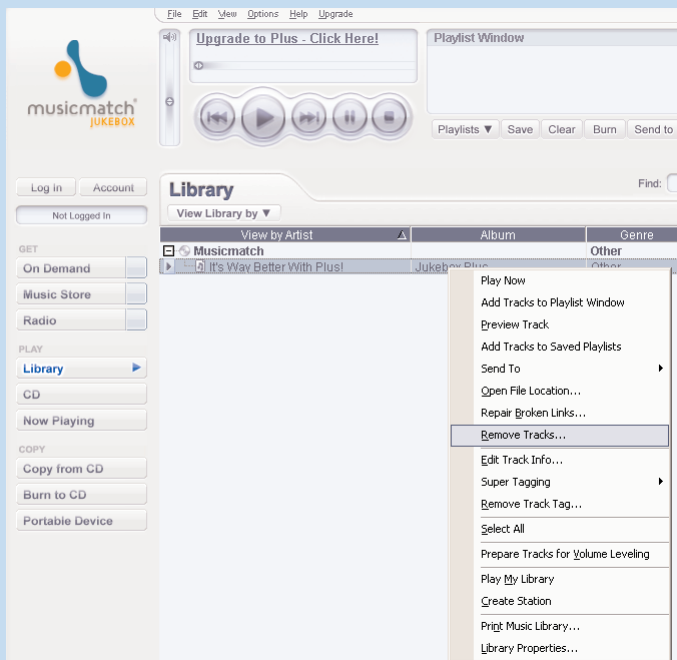 File Edit View Options Help Upgrade
Upgrade to Plus - Click Here!
Playlist Window
musicmatch
JUKEBOX
Playlists ▼ Save Clear Burn Send to
Log in Account
Not Logged In
Library
Find:
View Library by ▼
View by Artist Album Genre
Musicmatch Other
It's Way Better With Plus! Jukebox Plus Other
GET
On Demand
Music Store
Radio
PLAY
Library
CD
Now Playing
COPY
Copy from CD
Burn to CD
Portable Device
Play Now
Add Tracks to Playlist Window
Preview Track
Add Tracks to Saved Playlists
Send To
Open File Location...
Repair Broken Links...
Remove Tracks...
Edit Track Info...
Super Tagging
Remove Track Tag...
Select All
Prepare Tracks for Volume Leveling
Play My Library
Create Station
Print Music Library...
Library Properties...